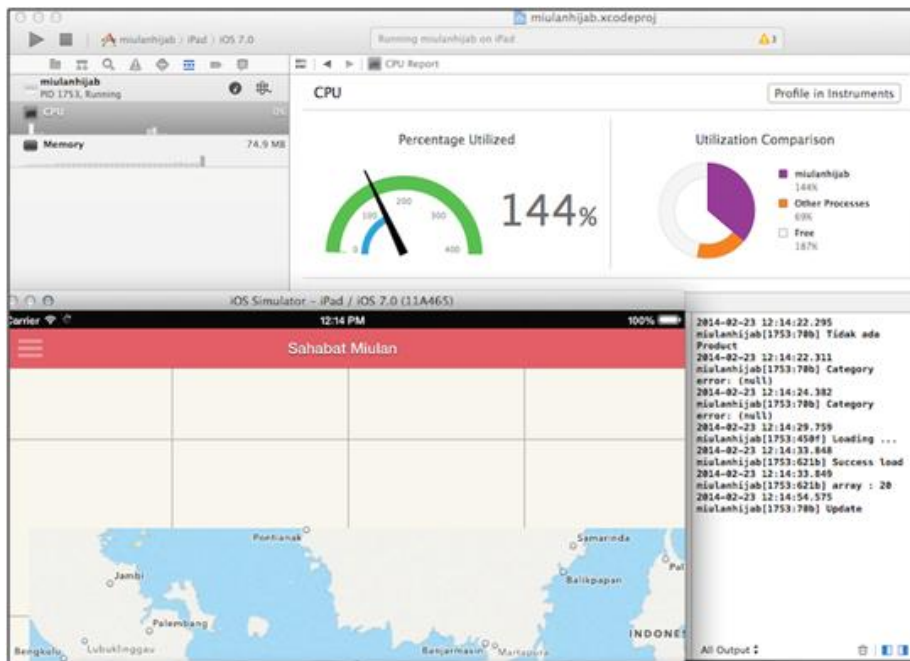 miulanhijab.xcodeproj
miulanhijab iPad iOS 7.0
Running miulanhijab on iPad
3
miulanhijab
PID 1753, Running
CPU 0%
Memory 74.9 MB
CPU Report
CPU
Profile in Instruments
Percentage Utilized
0 100 200 300 400
144%
Utilization Comparison
miulanhijab
144%
Other Processes
69%
Free
187%
iOS Simulator – iPad / iOS 7.0 (11A465)
Carrier 12:14 PM 100%
Sahabat Miulan
Pontianak
Samarinda
Balikpapan
Jambi
Palembang
Bengkulu
Lubuklinggau
Banjarmasin
Martapura
INDONES
Pal
2014-02-23 12:14:22.295
miulanhijab[1753:70b] Tidak ada
Product
2014-02-23 12:14:22.311
miulanhijab[1753:70b] Category
error: (null)
2014-02-23 12:14:24.382
miulanhijab[1753:70b] Category
error: (null)
2014-02-23 12:14:29.759
miulanhijab[1753:450f] Loading ...
2014-02-23 12:14:33.848
miulanhijab[1753:621b] Success load
2014-02-23 12:14:33.849
miulanhijab[1753:621b] array : 20
2014-02-23 12:14:54.575
miulanhijab[1753:70b] Update
All Output